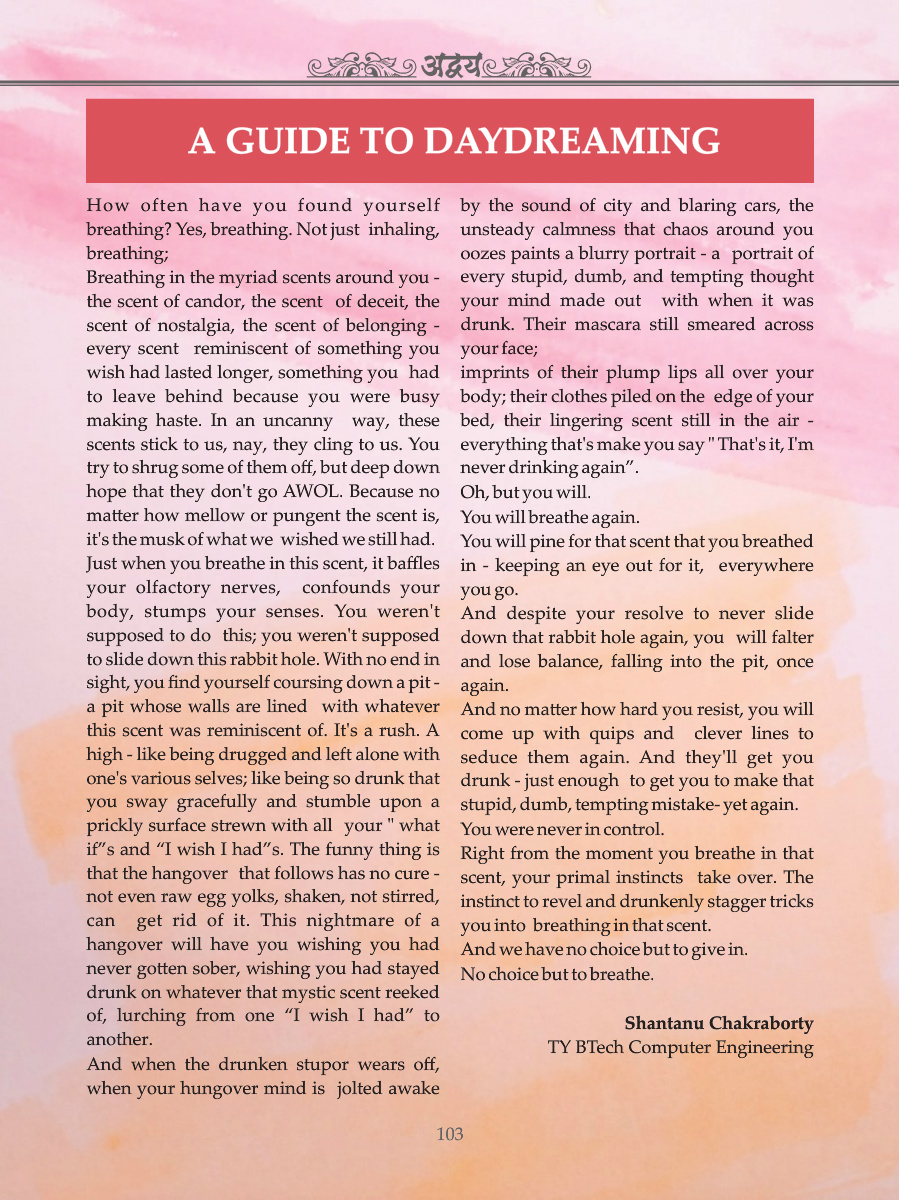 अद्वय
A GUIDE TO DAYDREAMING
How often have you found yourself
breathing? Yes, breathing. Not just inhaling,
breathing;
Breathing in the myriad scents around you -
the scent of candor, the scent of deceit, the
scent of nostalgia, the scent of belonging -
every scent reminiscent of something you
wish had lasted longer, something you had
to leave behind because you were busy
making haste. In an uncanny way, these
scents stick to us, nay, they cling to us. You
try to shrug some of them off, but deep down
hope that they don't go AWOL. Because no
matter how mellow or pungent the scent is,
it's the musk of what we wished we still had.
Just when you breathe in this scent, it baffles
your olfactory nerves, confounds your
body, stumps your senses. You weren't
supposed to do this; you weren't supposed
to slide down this rabbit hole. With no end in
sight, you find yourself coursing down a pit -
a pit whose walls are lined with whatever
this scent was reminiscent of. It's a rush. A
high - like being drugged and left alone with
one's various selves; like being so drunk that
you sway gracefully and stumble upon a
prickly surface strewn with all your " what
if”s and “I wish I had”s. The funny thing is
that the hangover that follows has no cure -
not even raw egg yolks, shaken, not stirred,
can get rid of it. This nightmare of a
hangover will have you wishing you had
never gotten sober, wishing you had stayed
drunk on whatever that mystic scent reeked
of, lurching from one “I wish I had” to
another.
And when the drunken stupor wears off,
when your hungover mind is jolted awake
by the sound of city and blaring cars, the
unsteady calmness that chaos around you
oozes paints a blurry portrait - a portrait of
every stupid, dumb, and tempting thought
your mind made out with when it was
drunk. Their mascara still smeared across
your face;
imprints of their plump lips all over your
body; their clothes piled on the edge of your
bed, their lingering scent still in the air -
everything that's make you say " That's it, I'm
never drinking again”.
Oh, but you will.
You will breathe again.
You will pine for that scent that you breathed
in - keeping an eye out for it, everywhere
you go.
And despite your resolve to never slide
down that rabbit hole again, you will falter
and lose balance, falling into the pit, once
again.
And no matter how hard you resist, you will
come up with quips and clever lines to
seduce them again. And they'll get you
drunk - just enough to get you to make that
stupid, dumb, tempting mistake- yet again.
You were never in control.
Right from the moment you breathe in that
scent, your primal instincts take over. The
instinct to revel and drunkenly stagger tricks
you into breathing in that scent.
And we have no choice but to give in.
No choice but to breathe.
Shantanu Chakraborty
TY BTech Computer Engineering
103